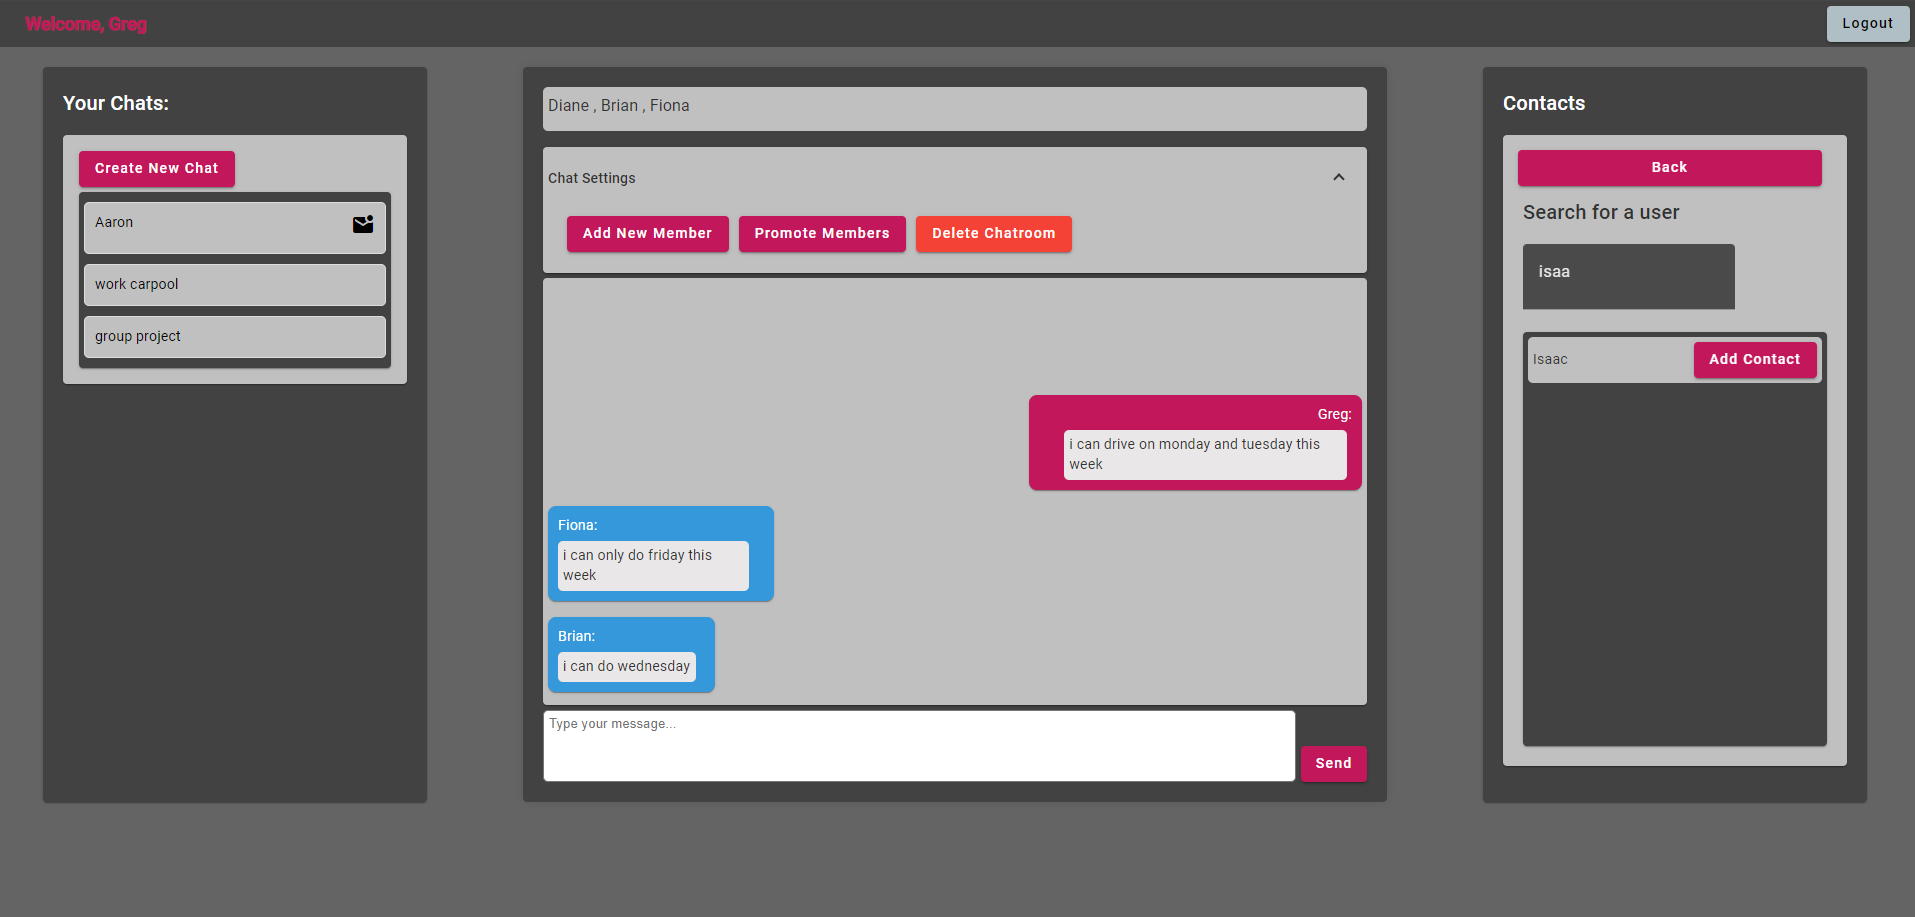 Welcome, Greg
Logout
Your Chats:
Create New Chat
Aaron
work carpool
group project
Diane , Brian , Fiona
Chat Settings
Add New Member
Promote Members
Delete Chatroom
Greg:
i can drive on monday and tuesday this
week
Fiona:
i can only do friday this
week
Brian:
i can do wednesday
Type your message...
Send
Contacts
Back
Search for a user
isaa
Isaac
Add Contact